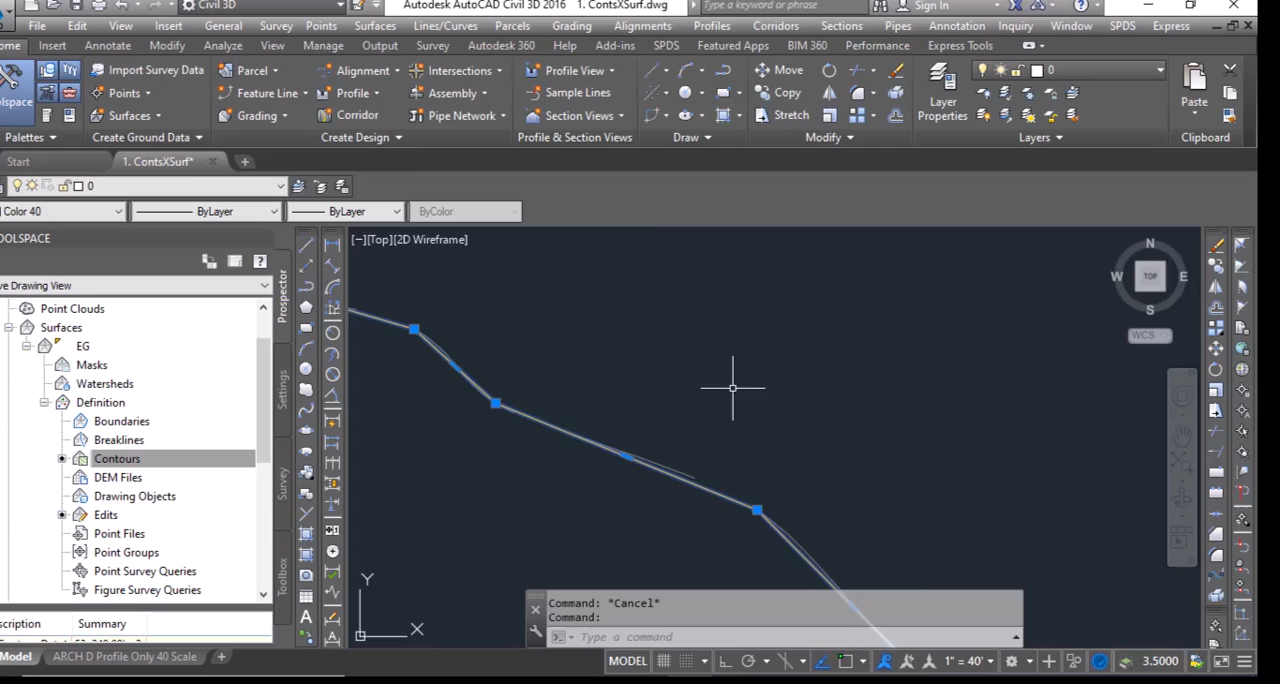 Civil 3D
Autodesk AutoCAD Civil 3D 2016 1. ContsXSurf.dwg
Type a keyword or phrase
Sign In
File Edit View Insert General Survey Points Surfaces Lines/Curves Parcels Grading Alignments Profiles Corridors Sections Pipes Annotation Inquiry Window SPDS Express
ome Insert Annotate Modify Analyze View Manage Output Survey Autodesk 360 Help Add-ins SPDS Featured Apps BIM 360 Performance Express Tools
Import Survey Data Parcel Alignment Intersections Profile View Move 0
olspace Points Feature Line Profile Assembly Sample Lines Copy Layer Properties Paste
Surfaces Grading Corridor Pipe Network Section Views Stretch
Palettes Create Ground Data Create Design Profile & Section Views Draw Modify Layers Clipboard
Start 1. ContsXSurf*
0
Color 40 ByLayer ByLayer ByColor
OOLSPACE
[−][Top][2D Wireframe]
ve Drawing View
Point Clouds
Surfaces
EG
Masks
Watersheds
Definition
Boundaries
Breaklines
Contours
DEM Files
Drawing Objects
Edits
Point Files
Point Groups
Point Survey Queries
Figure Survey Queries
escription Summary
Prospector
Settings
Survey
Toolbox
N
W TOP E
S
WCS
Y
X
Command: *Cancel*
Command:
Type a command
Model ARCH D Profile Only 40 Scale
MODEL 1" = 40' 3.5000